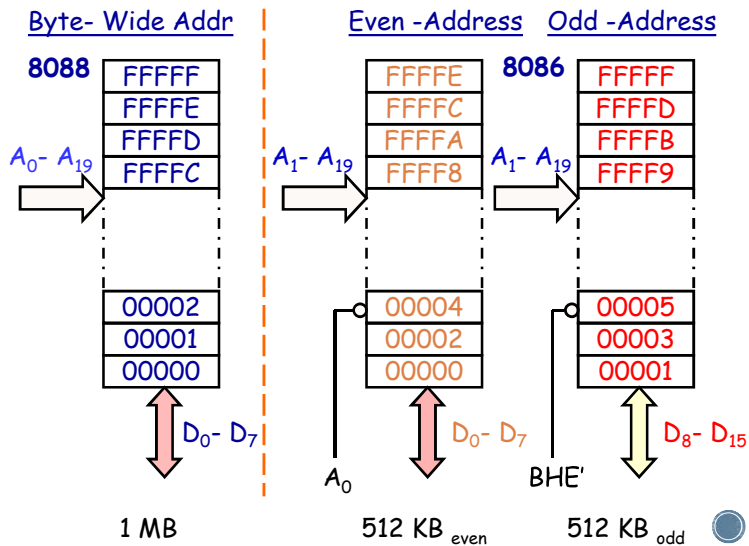 Byte- Wide Addr
Even -Address
Odd -Address
8088
8086
FFFFF
FFFFE
FFFFD
FFFFC
A₀- A₁₉
00002
00001
00000
D₀- D₇
1 MB
FFFFE
FFFFC
FFFFA
FFFF8
A₁- A₁₉
00004
00002
00000
D₀- D₇
A₀
512 KB even
FFFFF
FFFFD
FFFFB
FFFF9
A₁- A₁₉
00005
00003
00001
D₈- D₁₅
BHE'
512 KB odd